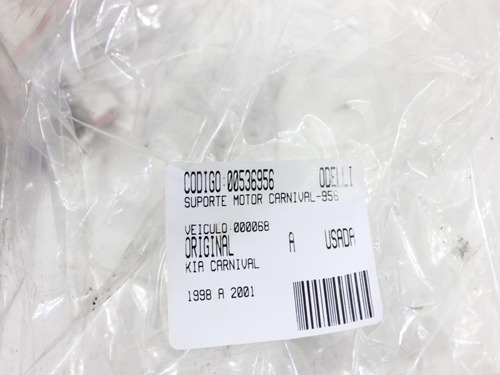 CODIGO:00536956 ODELLI
SUPORTE MOTOR CARNIVAL-956
VEICULO:000068
ORIGINAL A USADA
KIA CARNIVAL
1998 A 2001